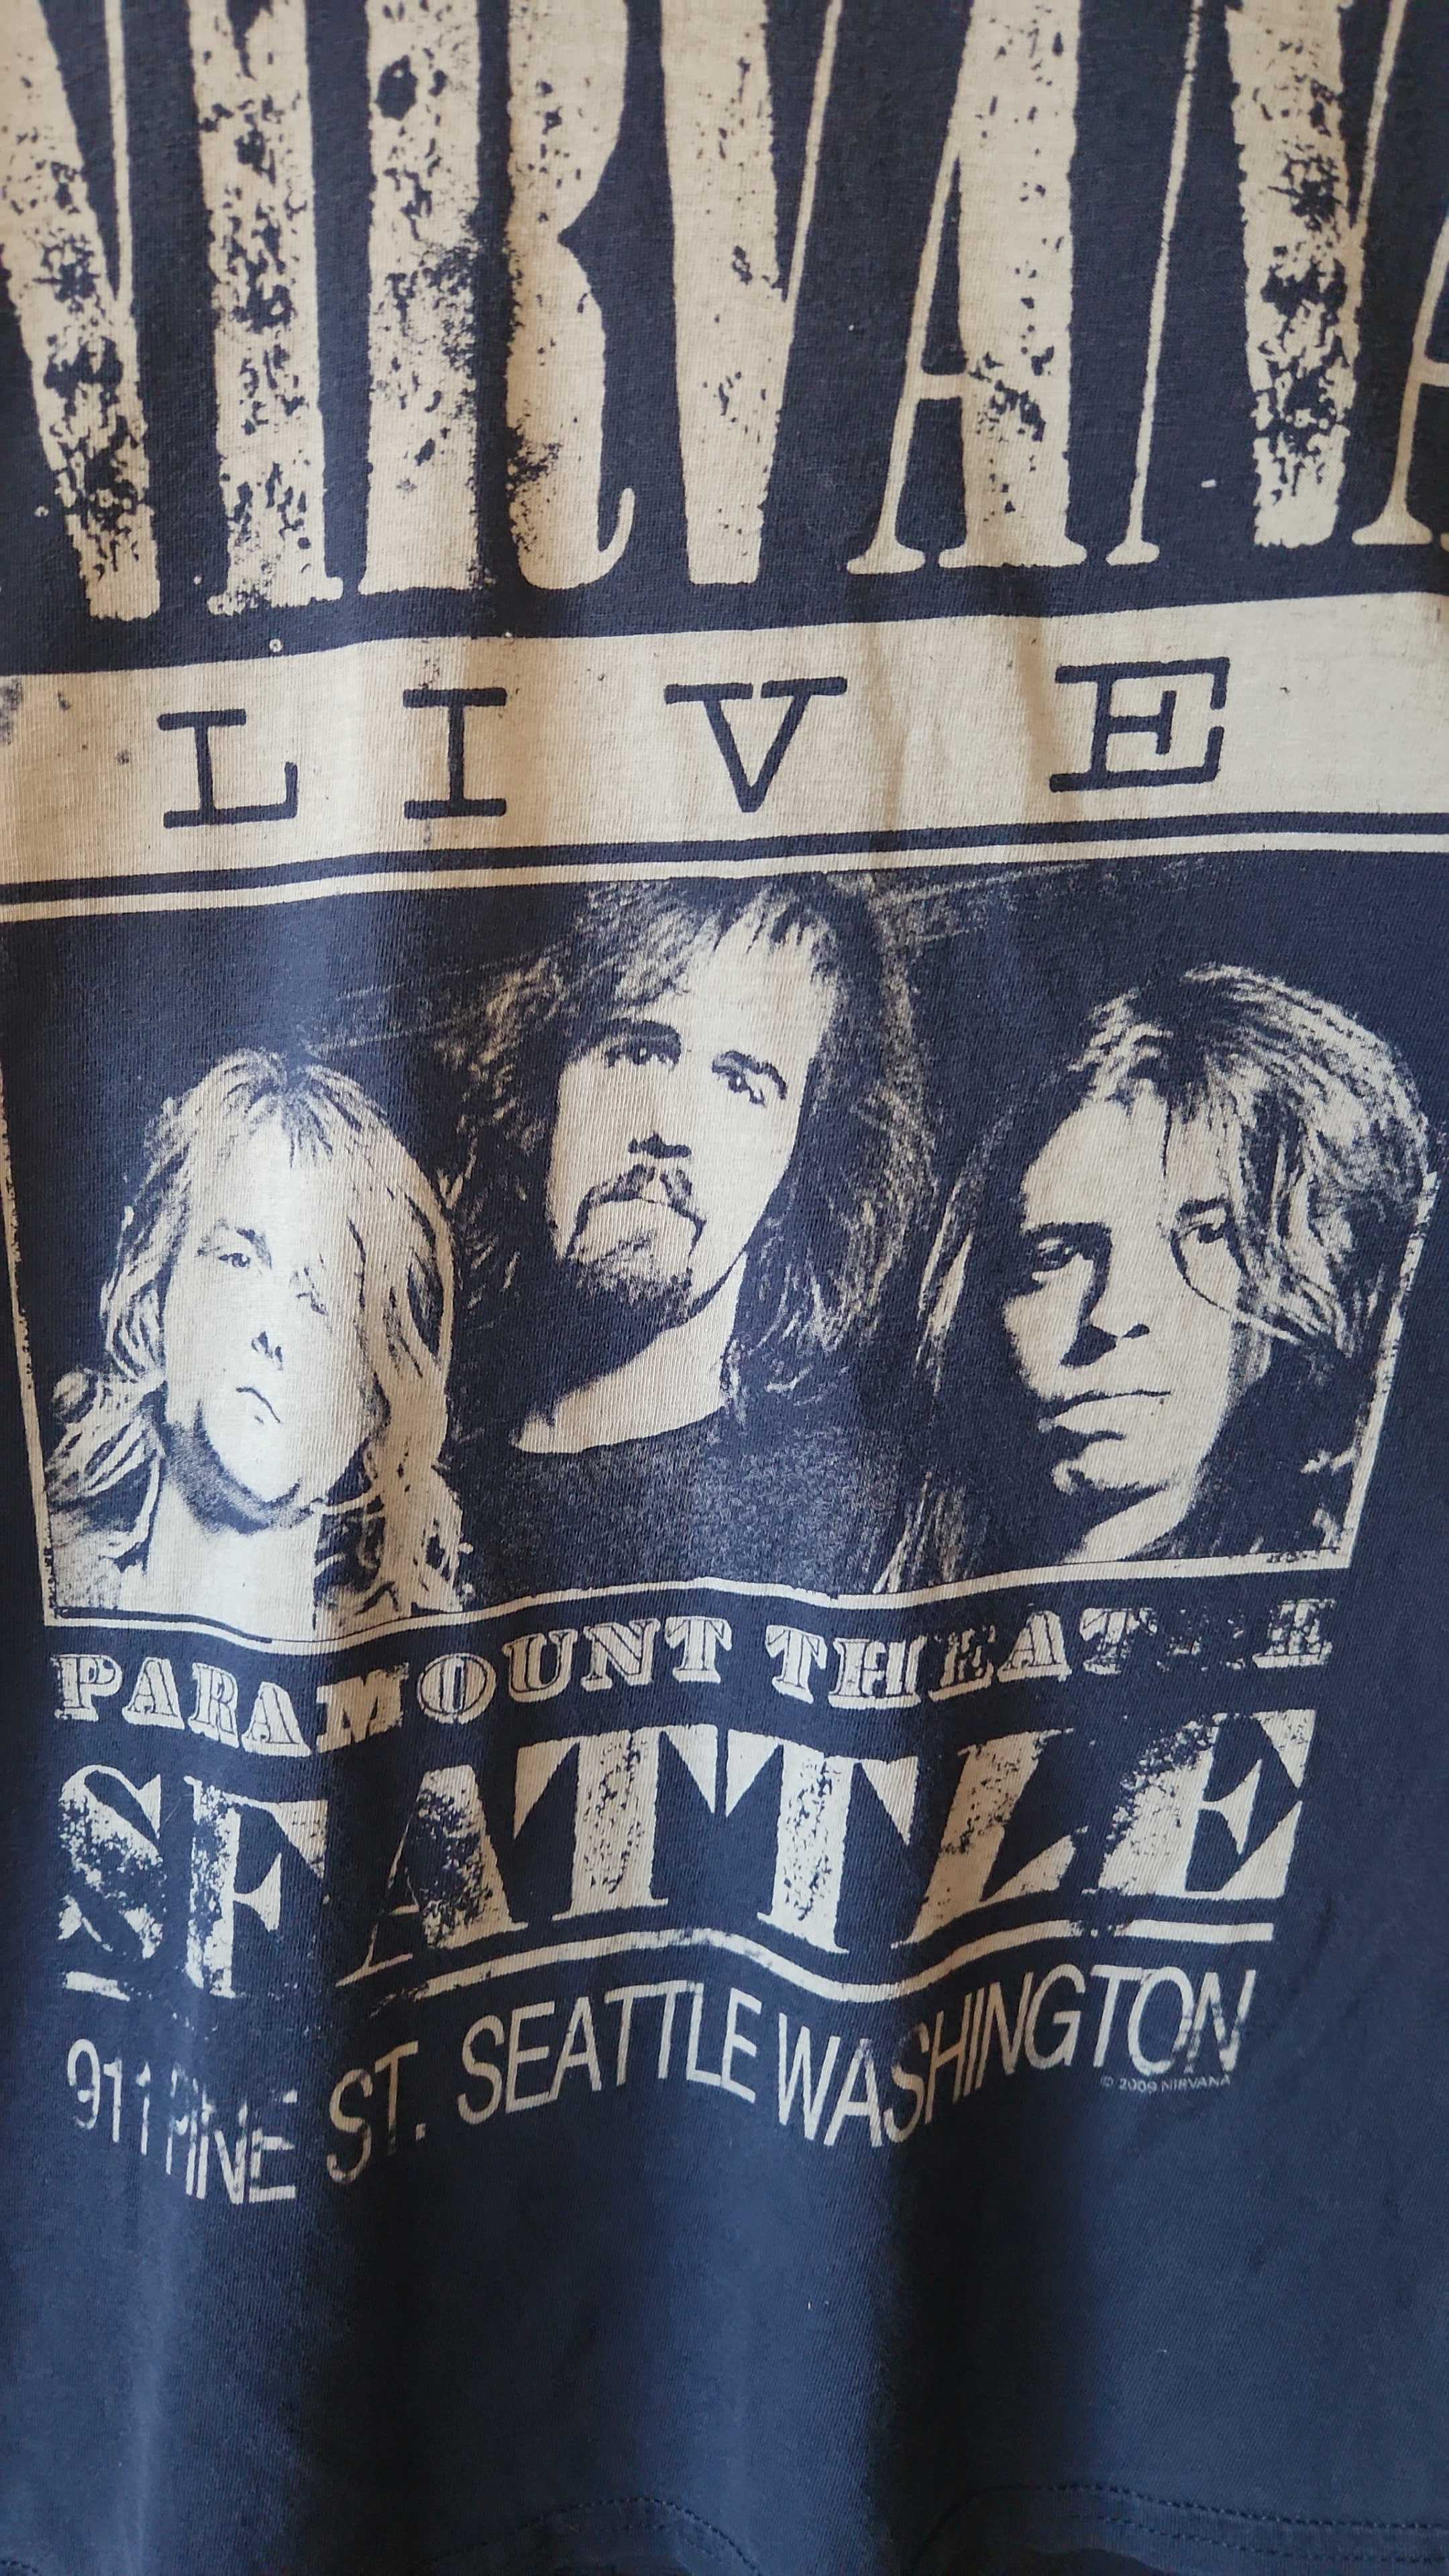 NIRVANA
LIVE
PARAMOUNT THEATRE
SEATTLE
911 PINE ST. SEATTLE WASHINGTON
© 2009 NIRVANA